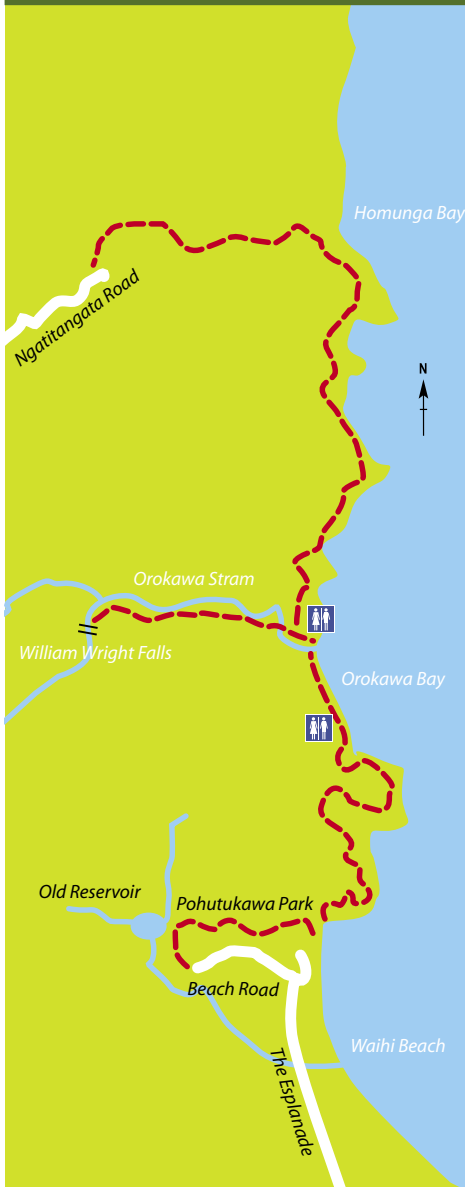 Homunga Bay
Ngatitangata Road
N
Orokawa Stram
William Wright Falls
Orokawa Bay
Old Reservoir
Pohutukawa Park
Beach Road
Waihi Beach
The Esplanade